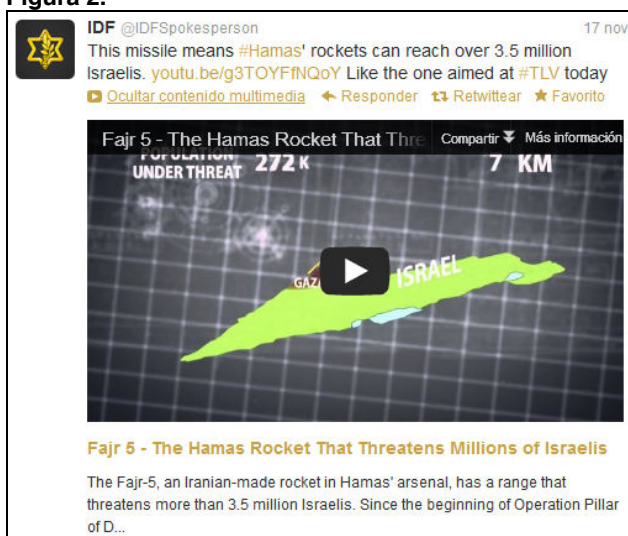 Figura 2.
IDF @IDFSpokesperson 17 nov
This missile means #Hamas' rockets can reach over 3.5 million
Israelis. youtu.be/g3TOYFfNQoY Like the one aimed at #TLV today
Ocultar contenido multimedia Responder Retwittear Favorito
Fajr 5 - The Hamas Rocket That Thre Compartir Más información
POPULATION
UNDER THREAT 272 K 7 KM
GAZA ISRAEL
Fajr 5 - The Hamas Rocket That Threatens Millions of Israelis
The Fajr-5, an Iranian-made rocket in Hamas' arsenal, has a range that
threatens more than 3.5 million Israelis. Since the beginning of Operation Pillar
of D...